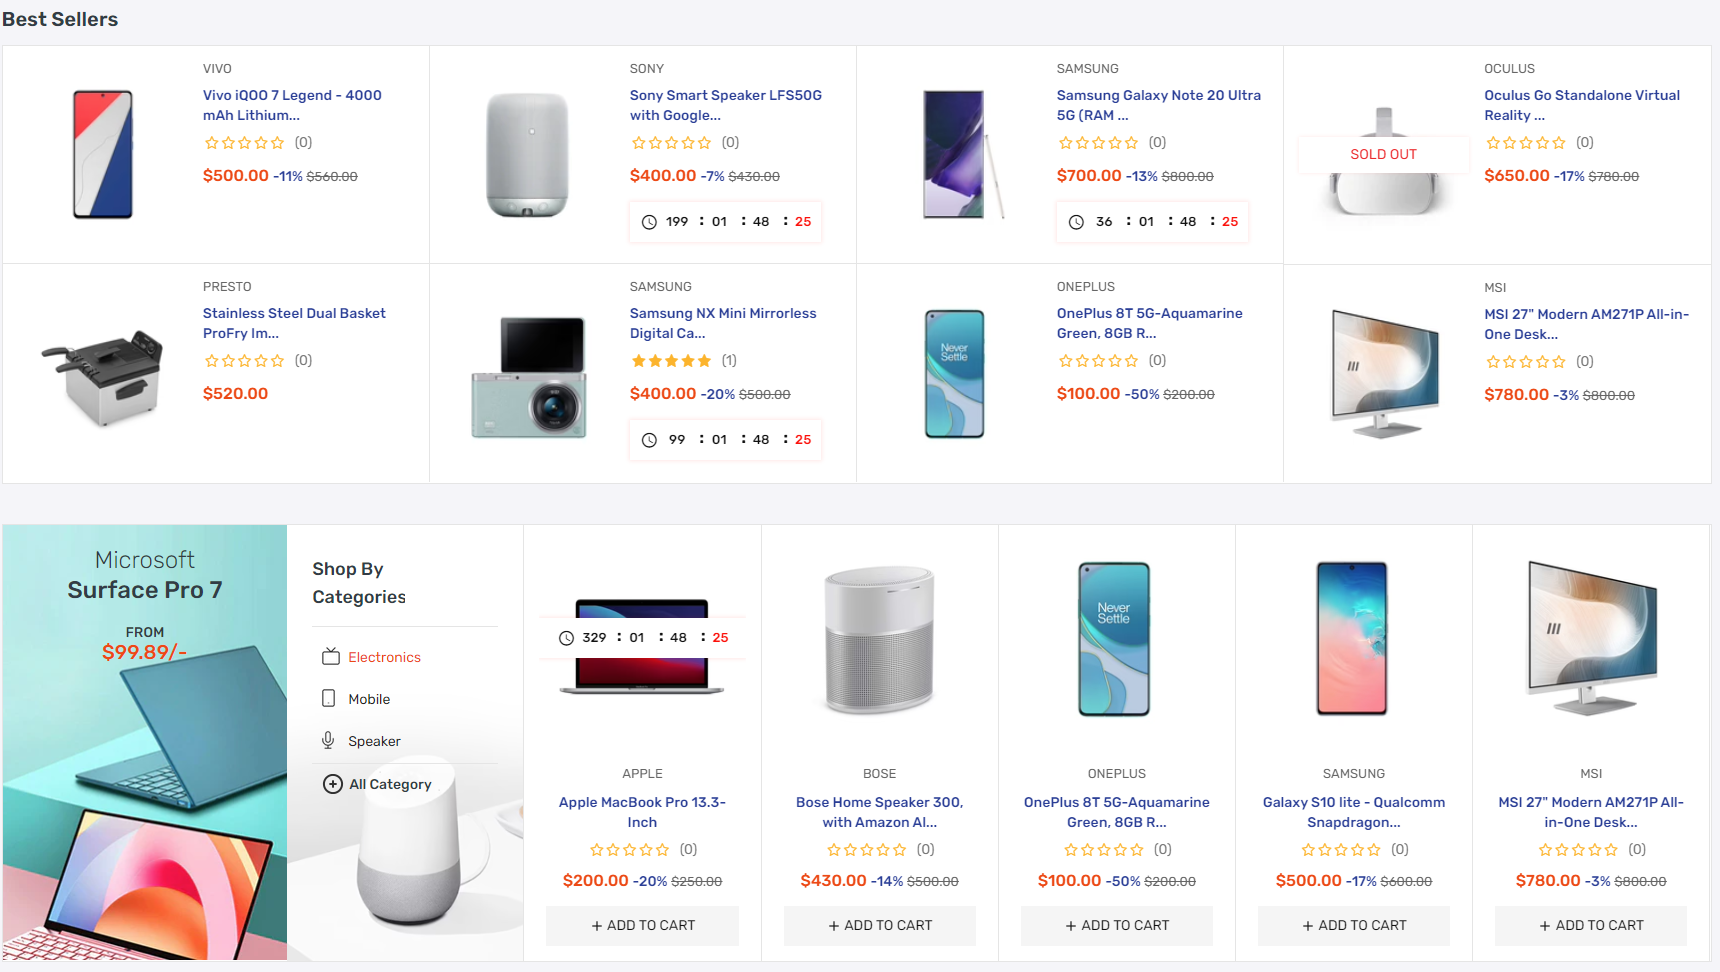 Best Sellers
VIVO
Vivo iQOO 7 Legend - 4000
mAh Lithium...
(0)
$500.00 -11% $560.00
SONY
Sony Smart Speaker LFS50G
with Google...
(0)
$400.00 -7% $430.00
199 : 01 : 48 : 25
SAMSUNG
Samsung Galaxy Note 20 Ultra
5G (RAM ...
(0)
$700.00 -13% $800.00
36 : 01 : 48 : 25
SOLD OUT
OCULUS
Oculus Go Standalone Virtual
Reality ...
(0)
$650.00 -17% $780.00
PRESTO
Stainless Steel Dual Basket
ProFry Im...
(0)
$520.00
SAMSUNG
Samsung NX Mini Mirrorless
Digital Ca...
(1)
$400.00 -20% $500.00
99 : 01 : 48 : 25
Never
Settle
ONEPLUS
OnePlus 8T 5G-Aquamarine
Green, 8GB R...
(0)
$100.00 -50% $200.00
MSI
MSI 27" Modern AM271P All-in-
One Desk...
(0)
$780.00 -3% $800.00
Microsoft
Surface Pro 7
FROM
$99.89/-
Shop By
Categories
Electronics
Mobile
Speaker
All Category
329 : 01 : 48 : 25
APPLE
Apple MacBook Pro 13.3-
Inch
(0)
$200.00 -20% $250.00
+ ADD TO CART
BOSE
Bose Home Speaker 300,
with Amazon Al...
(0)
$430.00 -14% $500.00
+ ADD TO CART
Never
Settle
ONEPLUS
OnePlus 8T 5G-Aquamarine
Green, 8GB R...
(0)
$100.00 -50% $200.00
+ ADD TO CART
SAMSUNG
Galaxy S10 lite - Qualcomm
Snapdragon...
(0)
$500.00 -17% $600.00
+ ADD TO CART
MSI
MSI 27" Modern AM271P All-
in-One Desk...
(0)
$780.00 -3% $800.00
+ ADD TO CART